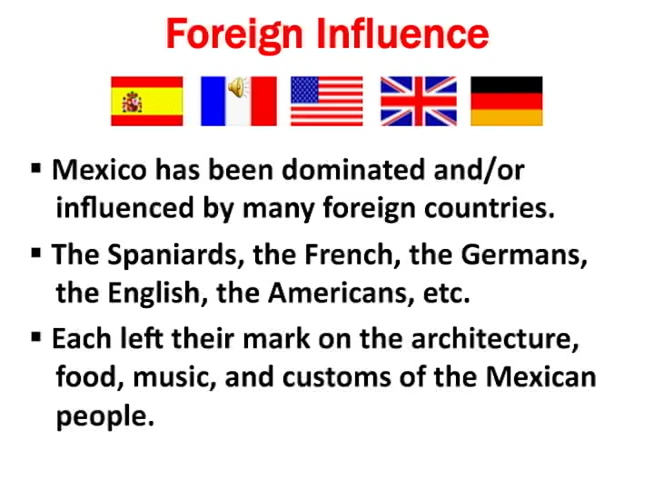 Foreign Influence
▪ Mexico has been dominated and/or
influenced by many foreign countries.
▪ The Spaniards, the French, the Germans,
the English, the Americans, etc.
▪ Each left their mark on the architecture,
food, music, and customs of the Mexican
people.